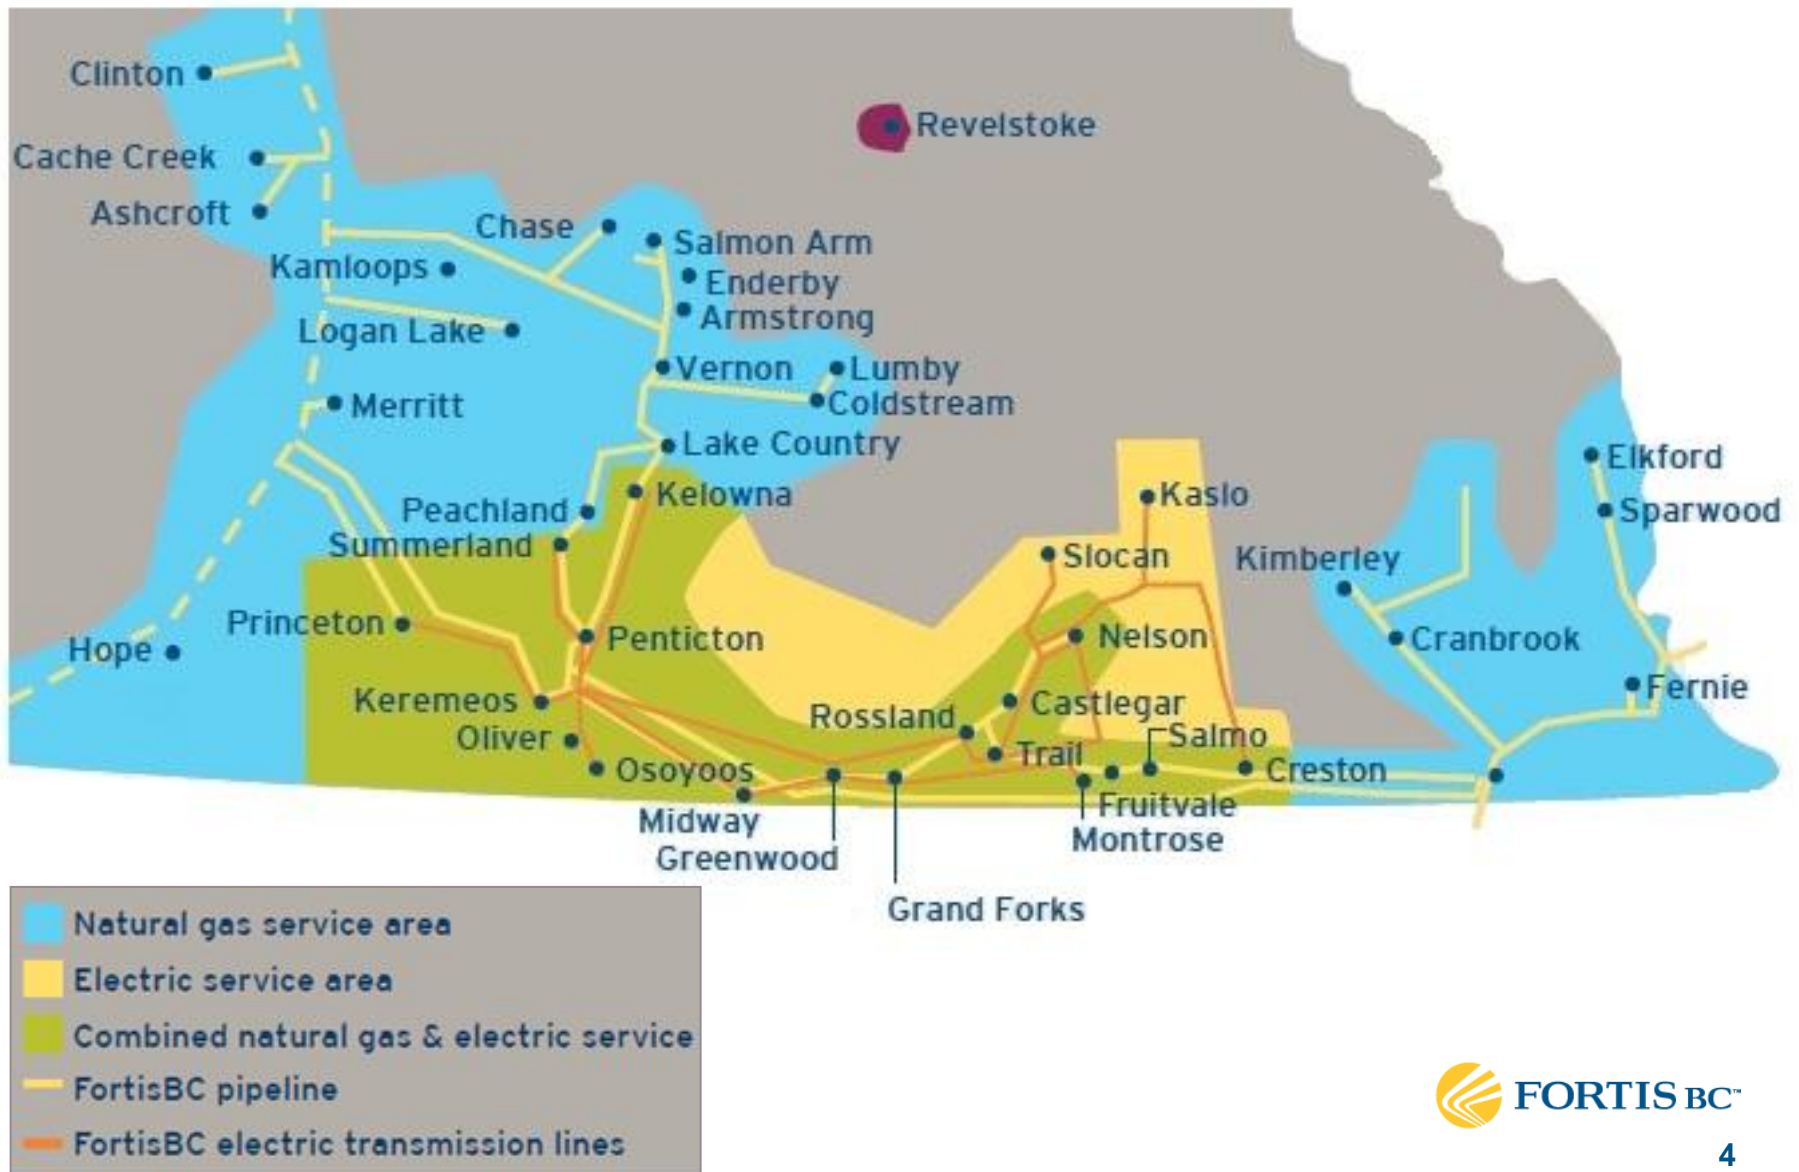 Clinton
Revelstoke
Cache Creek
Ashcroft
Chase
Salmon Arm
Kamloops
Enderby
Armstrong
Logan Lake
Vernon
Lumby
Merritt
Coldstream
Lake Country
Elkford
Kelowna
Kaslo
Peachland
Sparwood
Summerland
Slocan
Kimberley
Princeton
Penticton
Nelson
Cranbrook
Hope
Keremeos
Castlegar
Fernie
Rossland
Oliver
Salmo
Trail
Osoyoos
Creston
Fruitvale
Midway
Montrose
Greenwood
Grand Forks
Natural gas service area
Electric service area
Combined natural gas & electric service
FortisBC pipeline
FortisBC electric transmission lines
FORTIS BC™
4